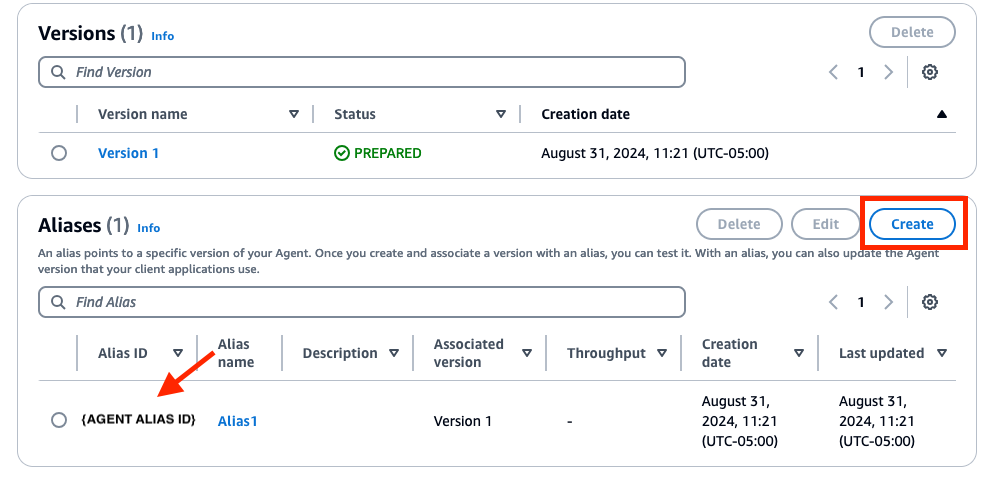 Versions (1) Info
Delete
Find Version
1
Version name
Status
Creation date
Version 1
PREPARED
August 31, 2024, 11:21 (UTC-05:00)
Aliases (1) Info
Delete
Edit
Create
An alias points to a specific version of your Agent. Once you create and associate a version with an alias, you can test it. With an alias, you can also update the Agent
version that your client applications use.
Find Alias
1
Alias ID
Alias
name
Description
Associated
version
Throughput
Creation
date
Last updated
{AGENT ALIAS ID}
Alias1
Version 1
-
August 31,
2024, 11:21
(UTC-05:00)
August 31,
2024, 11:21
(UTC-05:00)